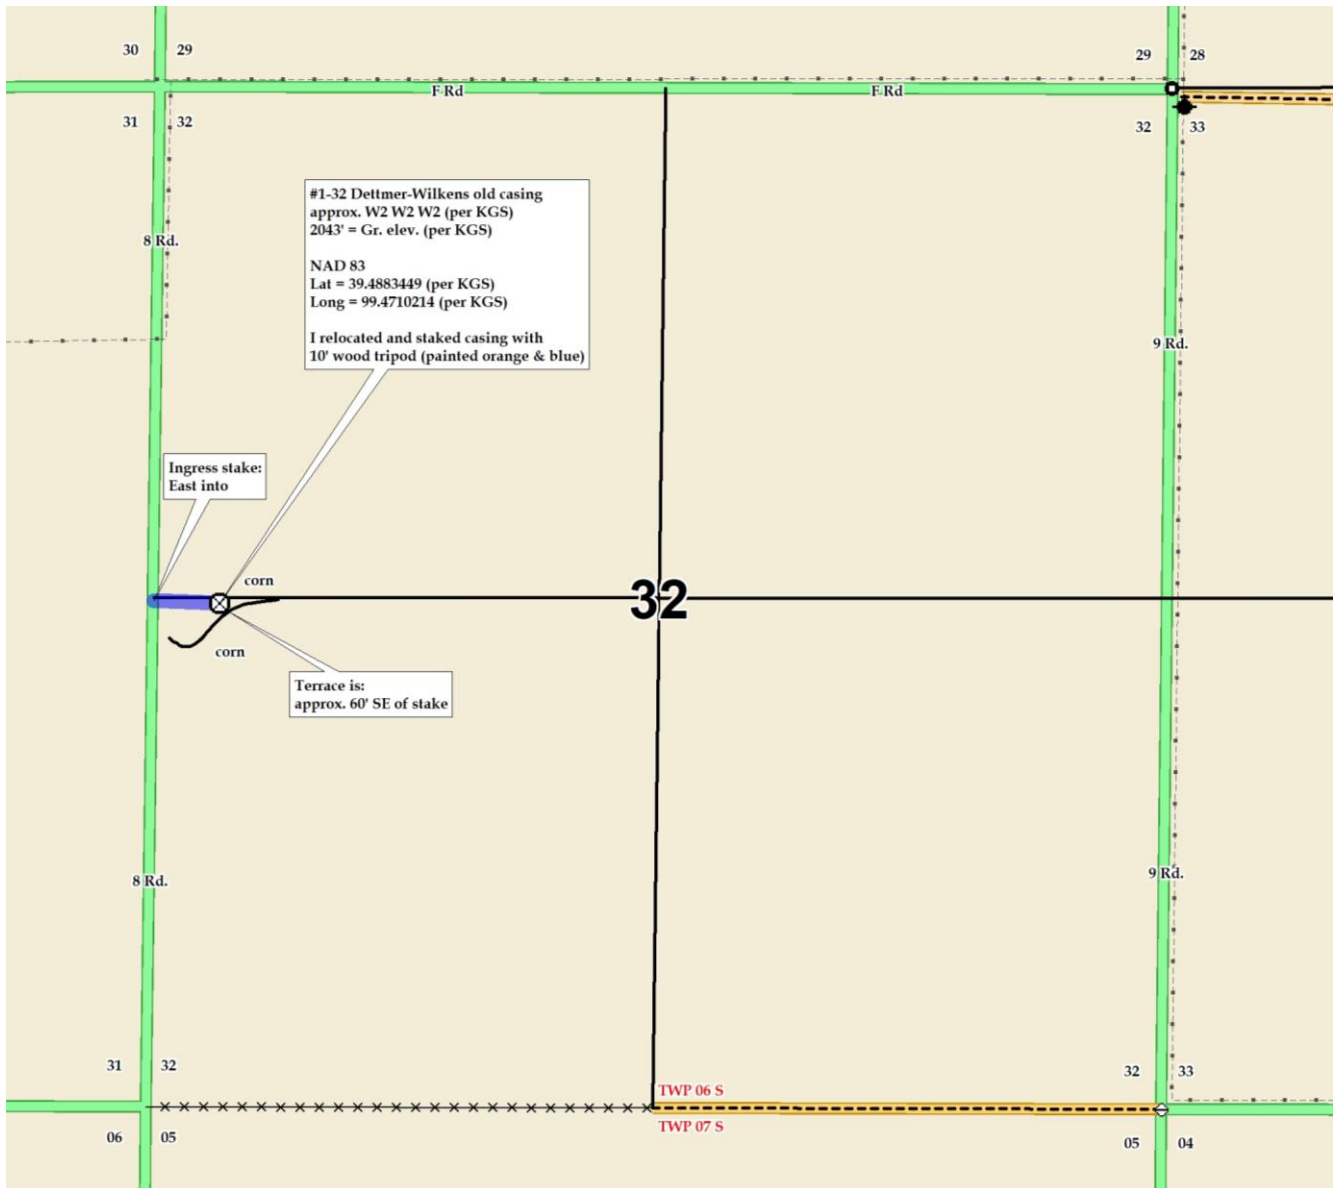 30 29
29 28
F Rd F Rd
31 32
32 33
#1-32 Dettmer-Wilkens old casing
approx. W2 W2 W2 (per KGS)
2043' = Gr. elev. (per KGS)
NAD 83
Lat = 39.4883449 (per KGS)
Long = 99.4710214 (per KGS)
I relocated and staked casing with
10' wood tripod (painted orange & blue)
8 Rd.
9 Rd.
Ingress stake:
East into
corn
32
corn
Terrace is:
approx. 60' SE of stake
8 Rd.
9 Rd.
31 32
32 33
TWP 06 S
TWP 07 S
06 05
05 04